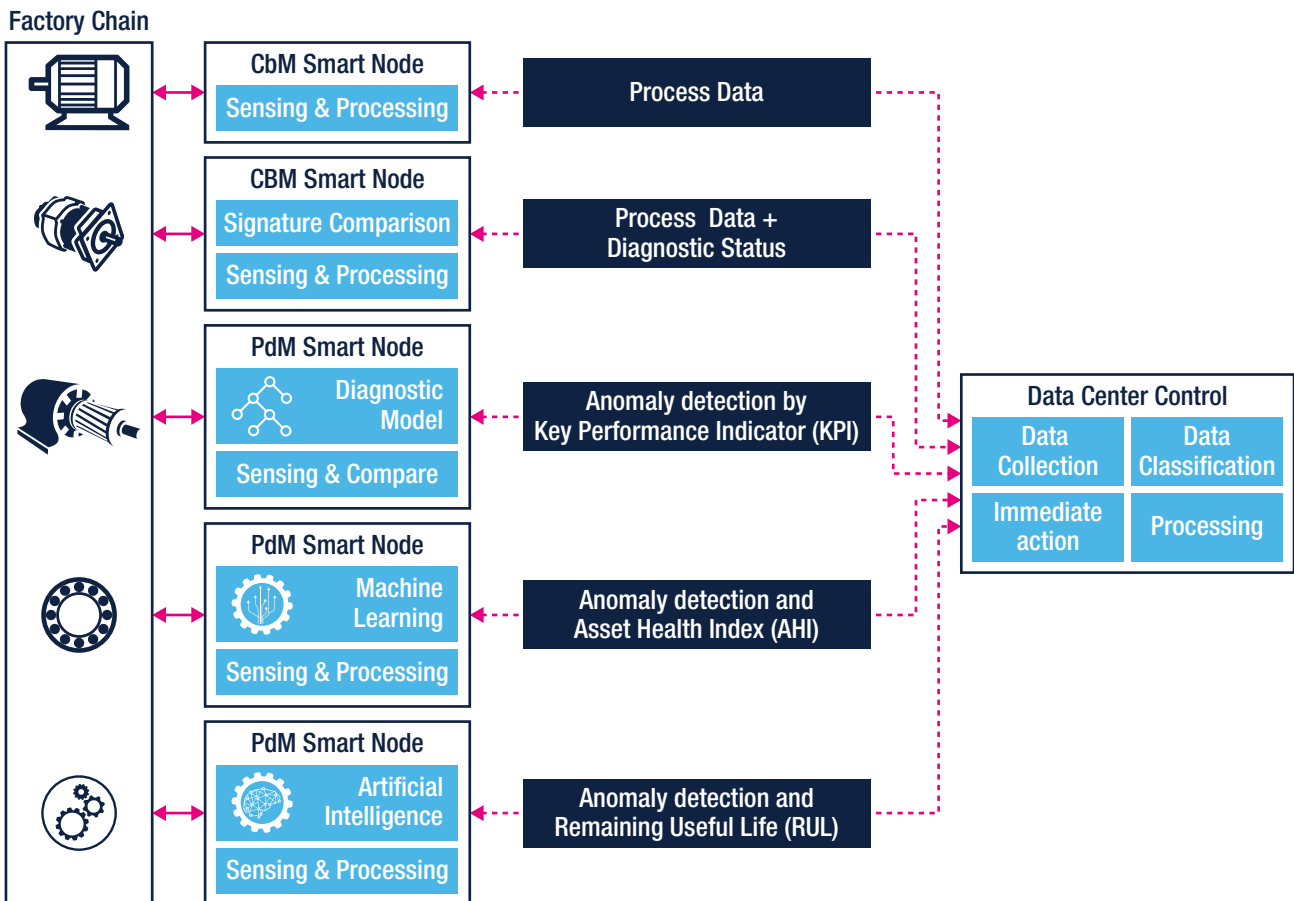 Factory Chain
CbM Smart Node
Sensing & Processing
Process Data
CBM Smart Node
Signature Comparison
Sensing & Processing
Process Data +
Diagnostic Status
PdM Smart Node
Diagnostic
Model
Sensing & Compare
Anomaly detection by
Key Performance Indicator (KPI)
PdM Smart Node
Machine
Learning
Sensing & Processing
Anomaly detection and
Asset Health Index (AHI)
PdM Smart Node
Artificial
Intelligence
Sensing & Processing
Anomaly detection and
Remaining Useful Life (RUL)
Data Center Control
Data
Collection
Data
Classification
Immediate
action
Processing